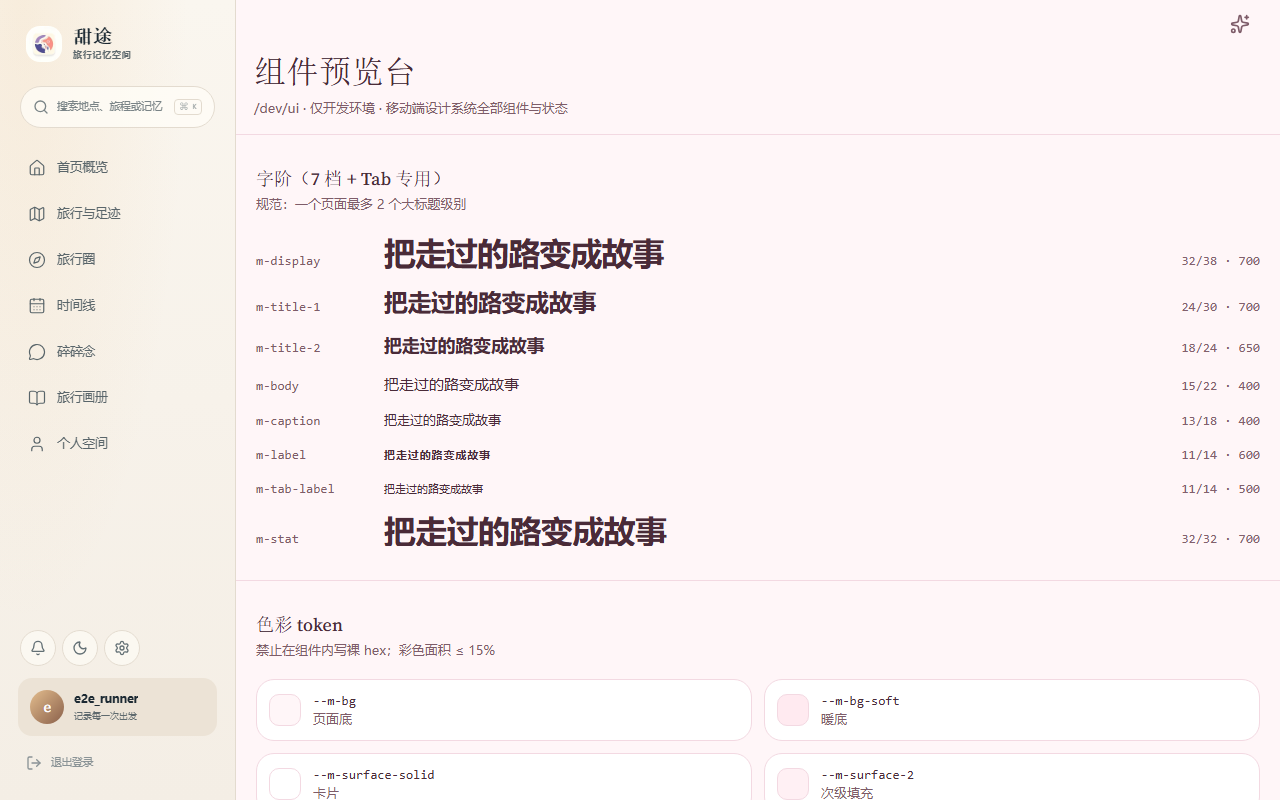 甜途
旅行记忆空间
搜索地点、旅程或记忆
⌘ K
首页概览
旅行与足迹
旅行圈
时间线
碎碎念
旅行画册
个人空间
e
e2e_runner
记录每一次出发
退出登录
组件预览台
/dev/ui · 仅开发环境 · 移动端设计系统全部组件与状态
字阶（7 档 + Tab 专用）
规范：一个页面最多 2 个大标题级别
m-display 把走过的路变成故事 32/38 · 700
m-title-1 把走过的路变成故事 24/30 · 700
m-title-2 把走过的路变成故事 18/24 · 650
m-body 把走过的路变成故事 15/22 · 400
m-caption 把走过的路变成故事 13/18 · 400
m-label 把走过的路变成故事 11/14 · 600
m-tab-label 把走过的路变成故事 11/14 · 500
m-stat 把走过的路变成故事 32/32 · 700
色彩 token
禁止在组件内写裸 hex；彩色面积 ≤ 15%
--m-bg
页面底
--m-bg-soft
暖底
--m-surface-solid
卡片
--m-surface-2
次级填充